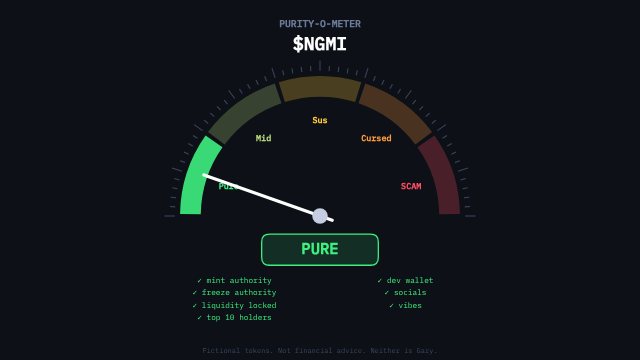 PURITY-O-METER
$NGMI
Sus
Mid
Cursed
Pure
SCAM
PURE
✓ mint authority
✓ freeze authority
✓ liquidity locked
✓ top 10 holders
✓ dev wallet
✓ socials
✓ vibes
Fictional tokens. Not financial advice. Neither is Gary.